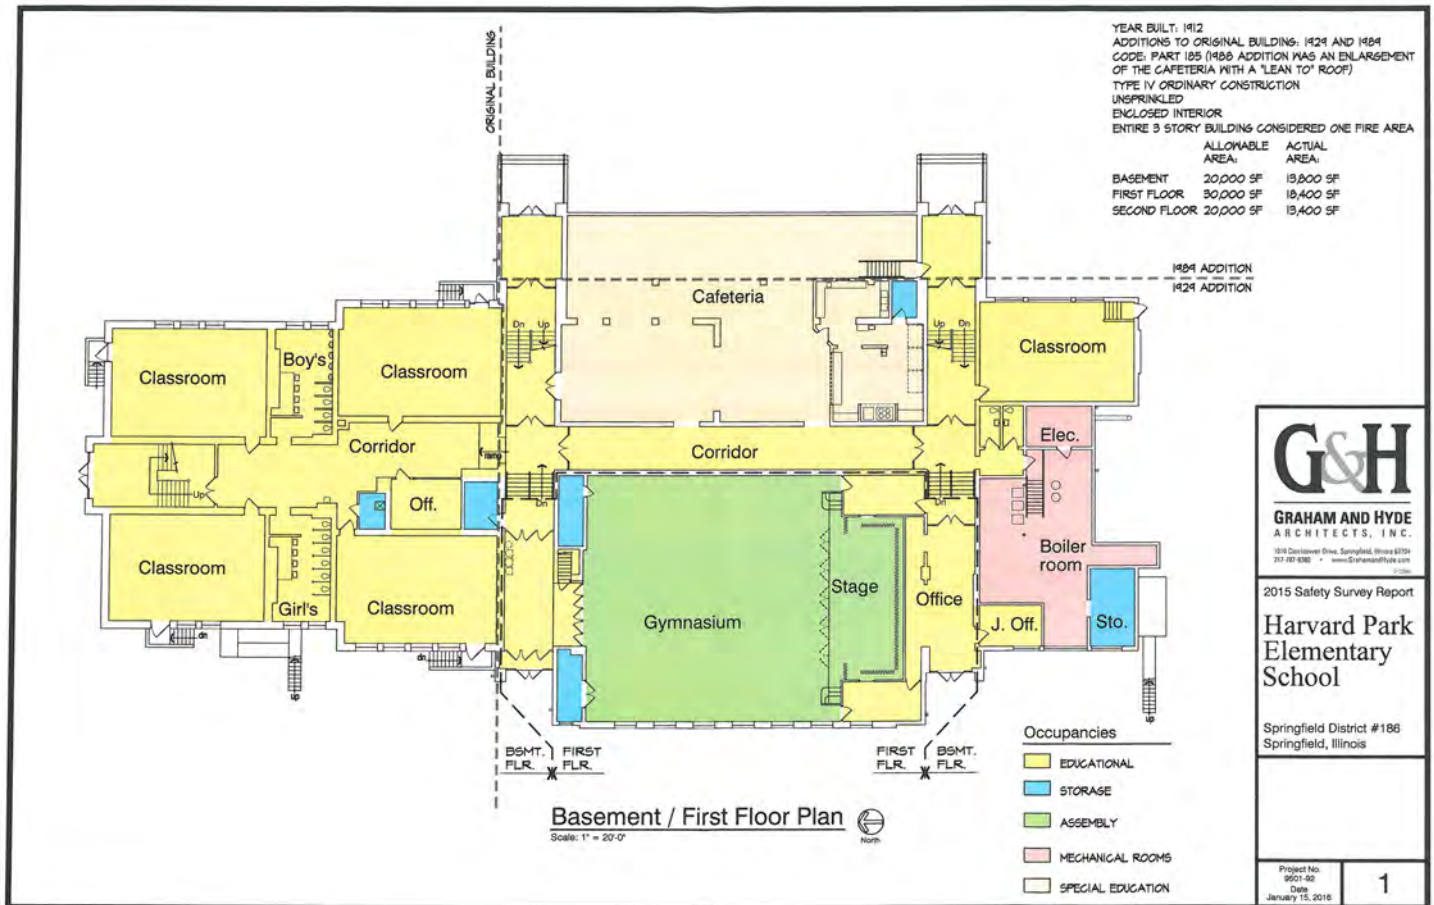 YEAR BUILT: 1912
ADDITIONS TO ORIGINAL BUILDING: 1929 AND 1989
CODE: PART 185 (1988 ADDITION WAS AN ENLARGEMENT
OF THE CAFETERIA WITH A "LEAN TO" ROOF)
TYPE IV ORDINARY CONSTRUCTION
UNSPRINKLED
ENCLOSED INTERIOR
ENTIRE 3 STORY BUILDING CONSIDERED ONE FIRE AREA
ALLOWABLE AREA: ACTUAL AREA:
BASEMENT 20,000 SF 13,800 SF
FIRST FLOOR 30,000 SF 18,400 SF
SECOND FLOOR 20,000 SF 13,400 SF
ORIGINAL BUILDING
1989 ADDITION
1929 ADDITION
Cafeteria
Dn Up
Up Dn
Classroom
Boy's
Classroom
Classroom
Corridor
ramp
Corridor
Elec.
Up
Off.
Dn
Dn
Classroom
Girl's
Classroom
Gymnasium
Stage
Office
Boiler
room
J. Off.
Sto.
dn
dn
up
up
BSMT. FLR.
FIRST FLR.
FIRST FLR.
BSMT. FLR.
Basement / First Floor Plan
Scale: 1" = 20'-0"
North
Occupancies
EDUCATIONAL
STORAGE
ASSEMBLY
MECHANICAL ROOMS
SPECIAL EDUCATION
G&H
GRAHAM AND HYDE
ARCHITECTS, INC.
2015 Safety Survey Report
Harvard Park
Elementary
School
Springfield District #186
Springfield, Illinois
Project No.
9501-92
Date
January 15, 2016
1